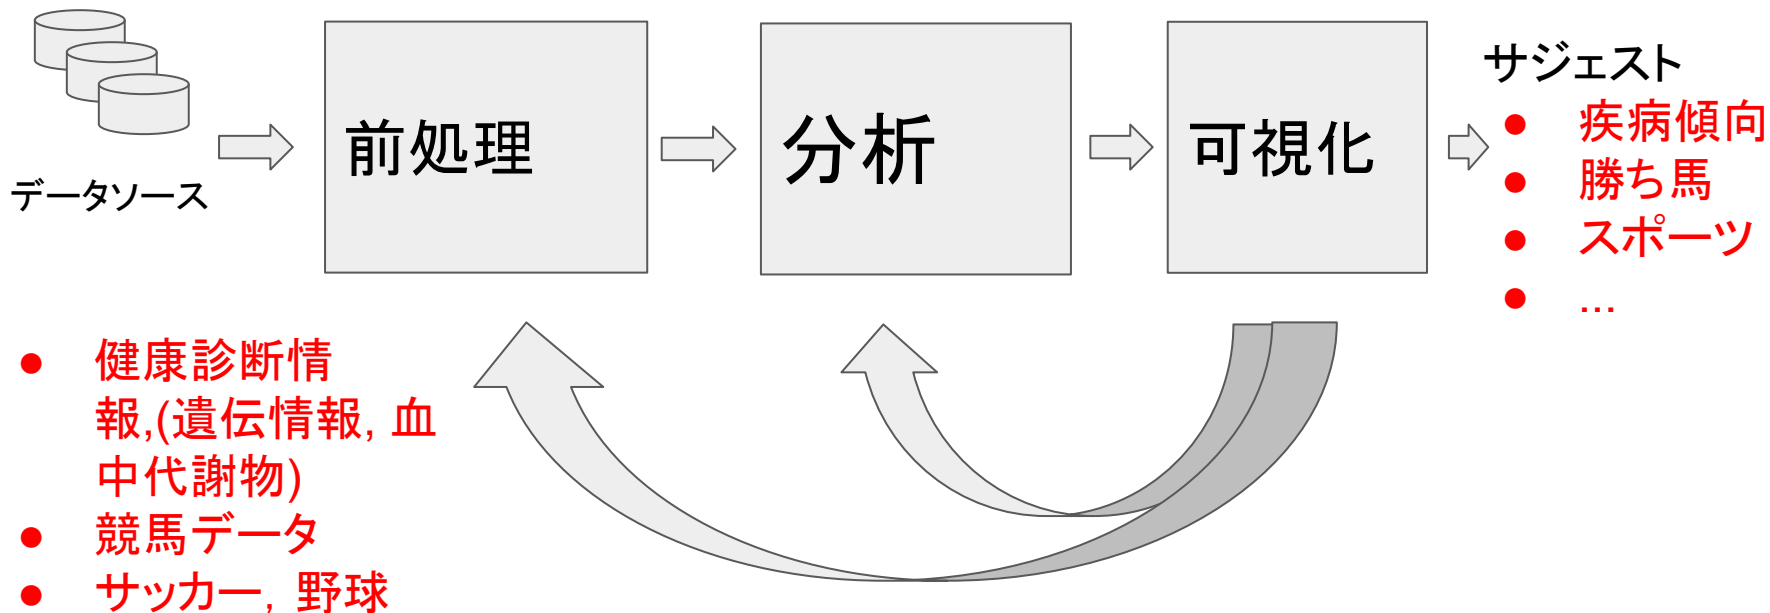 データソース
前処理
分析
可視化
サジェスト
● 疾病傾向
● 勝ち馬
● スポーツ
● ...
● 健康診断情
報,(遺伝情報, 血
中代謝物)
● 競馬データ
● サッカー, 野球